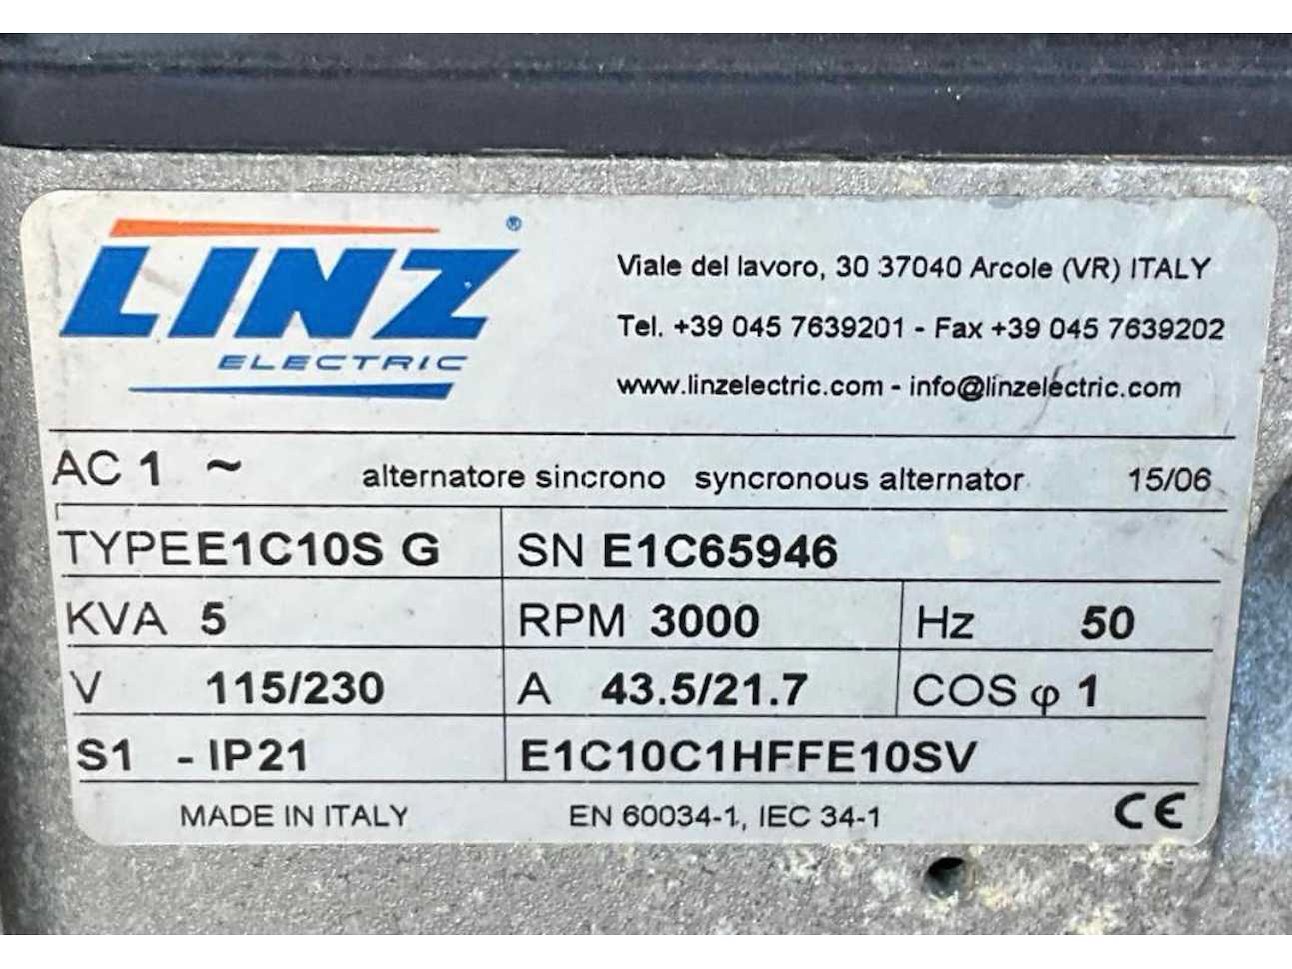 LINZ®
ELECTRIC
Viale del lavoro, 30 37040 Arcole (VR) ITALY
Tel. +39 045 7639201 - Fax +39 045 7639202
www.linzelectric.com - info@linzelectric.com
AC 1 ~ alternatore sincrono syncronous alternator 15/06
TYPE E1C10S G SN E1C65946
KVA 5 RPM 3000 Hz 50
V 115/230 A 43.5/21.7 COS φ 1
S1 - IP21 E1C10C1HFFE10SV
MADE IN ITALY EN 60034-1, IEC 34-1 CE